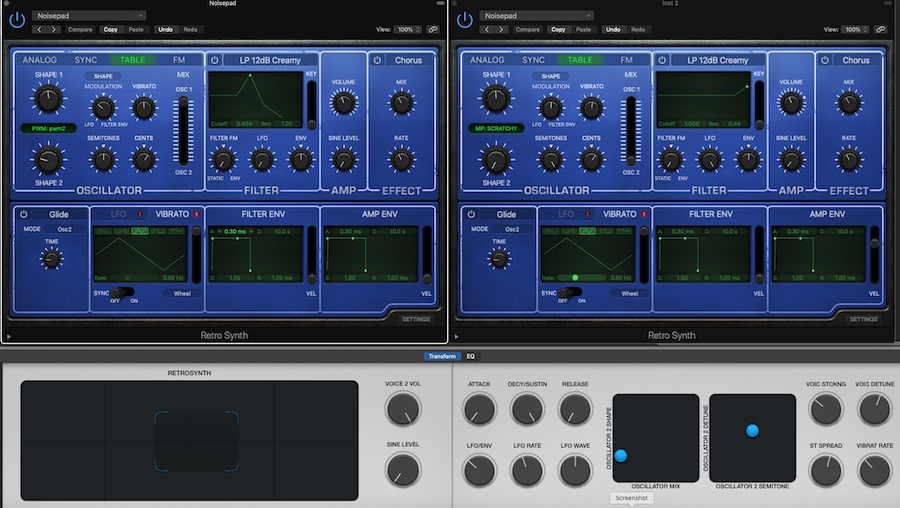 Noisepad Inst 2
Noisepad Noisepad
Compare Copy Paste Undo Redo View: 100% Compare Copy Paste Undo Redo View: 100%
ANALOG SYNC TABLE FM LP 12dB Creamy Chorus ANALOG SYNC TABLE FM LP 12dB Creamy Chorus
SHAPE 1 SHAPE MIX KEY SHAPE 1 SHAPE MIX KEY
MODULATION VIBRATO OSC 1 VOLUME MIX MODULATION VIBRATO OSC 1 VOLUME MIX
LFO FILTER ENV Cutoff: 0.434 Res: 1.00 LFO FILTER ENV Cutoff: 1.000 Res: 0.44
PWM: pwm2 MP: SCRATCHY
SEMITONES CENTS FILTER FM LFO ENV SINE LEVEL RATE SEMITONES CENTS FILTER FM LFO ENV SINE LEVEL RATE
OSC 2 STATIC ENV OSC 2 STATIC ENV
SHAPE 2 SHAPE 2
OSCILLATOR FILTER AMP EFFECT OSCILLATOR FILTER AMP EFFECT
Glide LFO VIBRATO FILTER ENV AMP ENV Glide LFO VIBRATO FILTER ENV AMP ENV
MODE Osc2 A: 0.30 ms D: 10.0 s A: 0.30 ms D: 10.0 s MODE Osc2 A: 0.30 ms D: 10.0 s A: 0.30 ms D: 10.0 s
TIME TIME
Rate: 3.80 Hz S: 1.00 R: 1.00 ms S: 1.00 R: 1.00 ms Rate: 3.80 Hz S: 1.00 R: 1.00 ms S: 1.00 R: 1.00 ms
SYNC OFF ON Wheel VEL VEL SYNC OFF ON Wheel VEL VEL
SETTINGS SETTINGS
Retro Synth Retro Synth
Transform EQ
RETROSYNTH
VOICE 2 VOL ATTACK DECY/SUSTIN RELEASE VOIC STCKNG VOIC DETUNE
OSCILLATOR 2 SHAPE OSCILLATOR 2 DETUNE
SINE LEVEL LFO/ENV LFO RATE LFO WAVE ST SPREAD VIBRAT RATE
OSCILLATOR MIX OSCILLATOR 2 SEMITONE
Screenshot